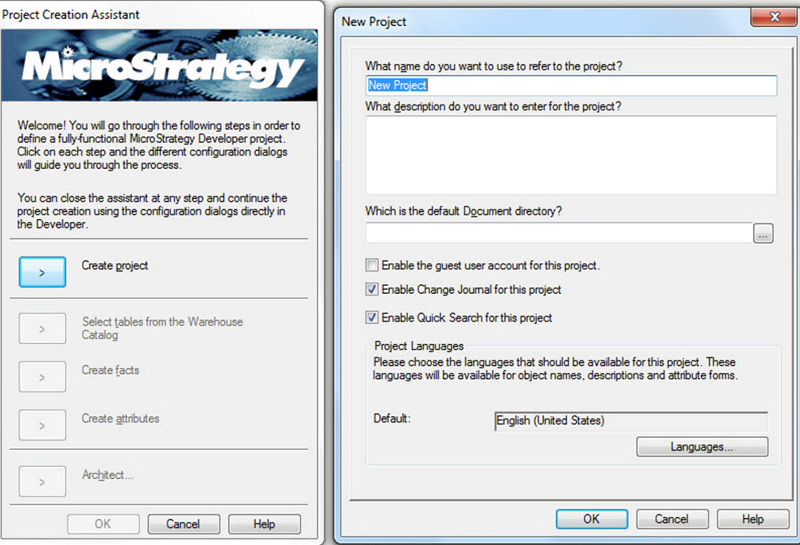 Project Creation Assistant
MicroStrategy
Welcome! You will go through the following steps in order to
define a fully-functional MicroStrategy Developer project.
Click on each step and the different configuration dialogs
will guide you through the process.
You can close the assistant at any step and continue the
project creation using the configuration dialogs directly in
the Developer.
> Create project
> Select tables from the Warehouse
Catalog
> Create facts
> Create attributes
> Architect...
OK Cancel Help
New Project
What name do you want to use to refer to the project?
New Project
What description do you want to enter for the project?
Which is the default Document directory?
...
Enable the guest user account for this project.
Enable Change Journal for this project
Enable Quick Search for this project
Project Languages
Please choose the languages that should be available for this project. These
languages will be available for object names, descriptions and attribute forms.
Default: English (United States)
Languages...
OK Cancel Help